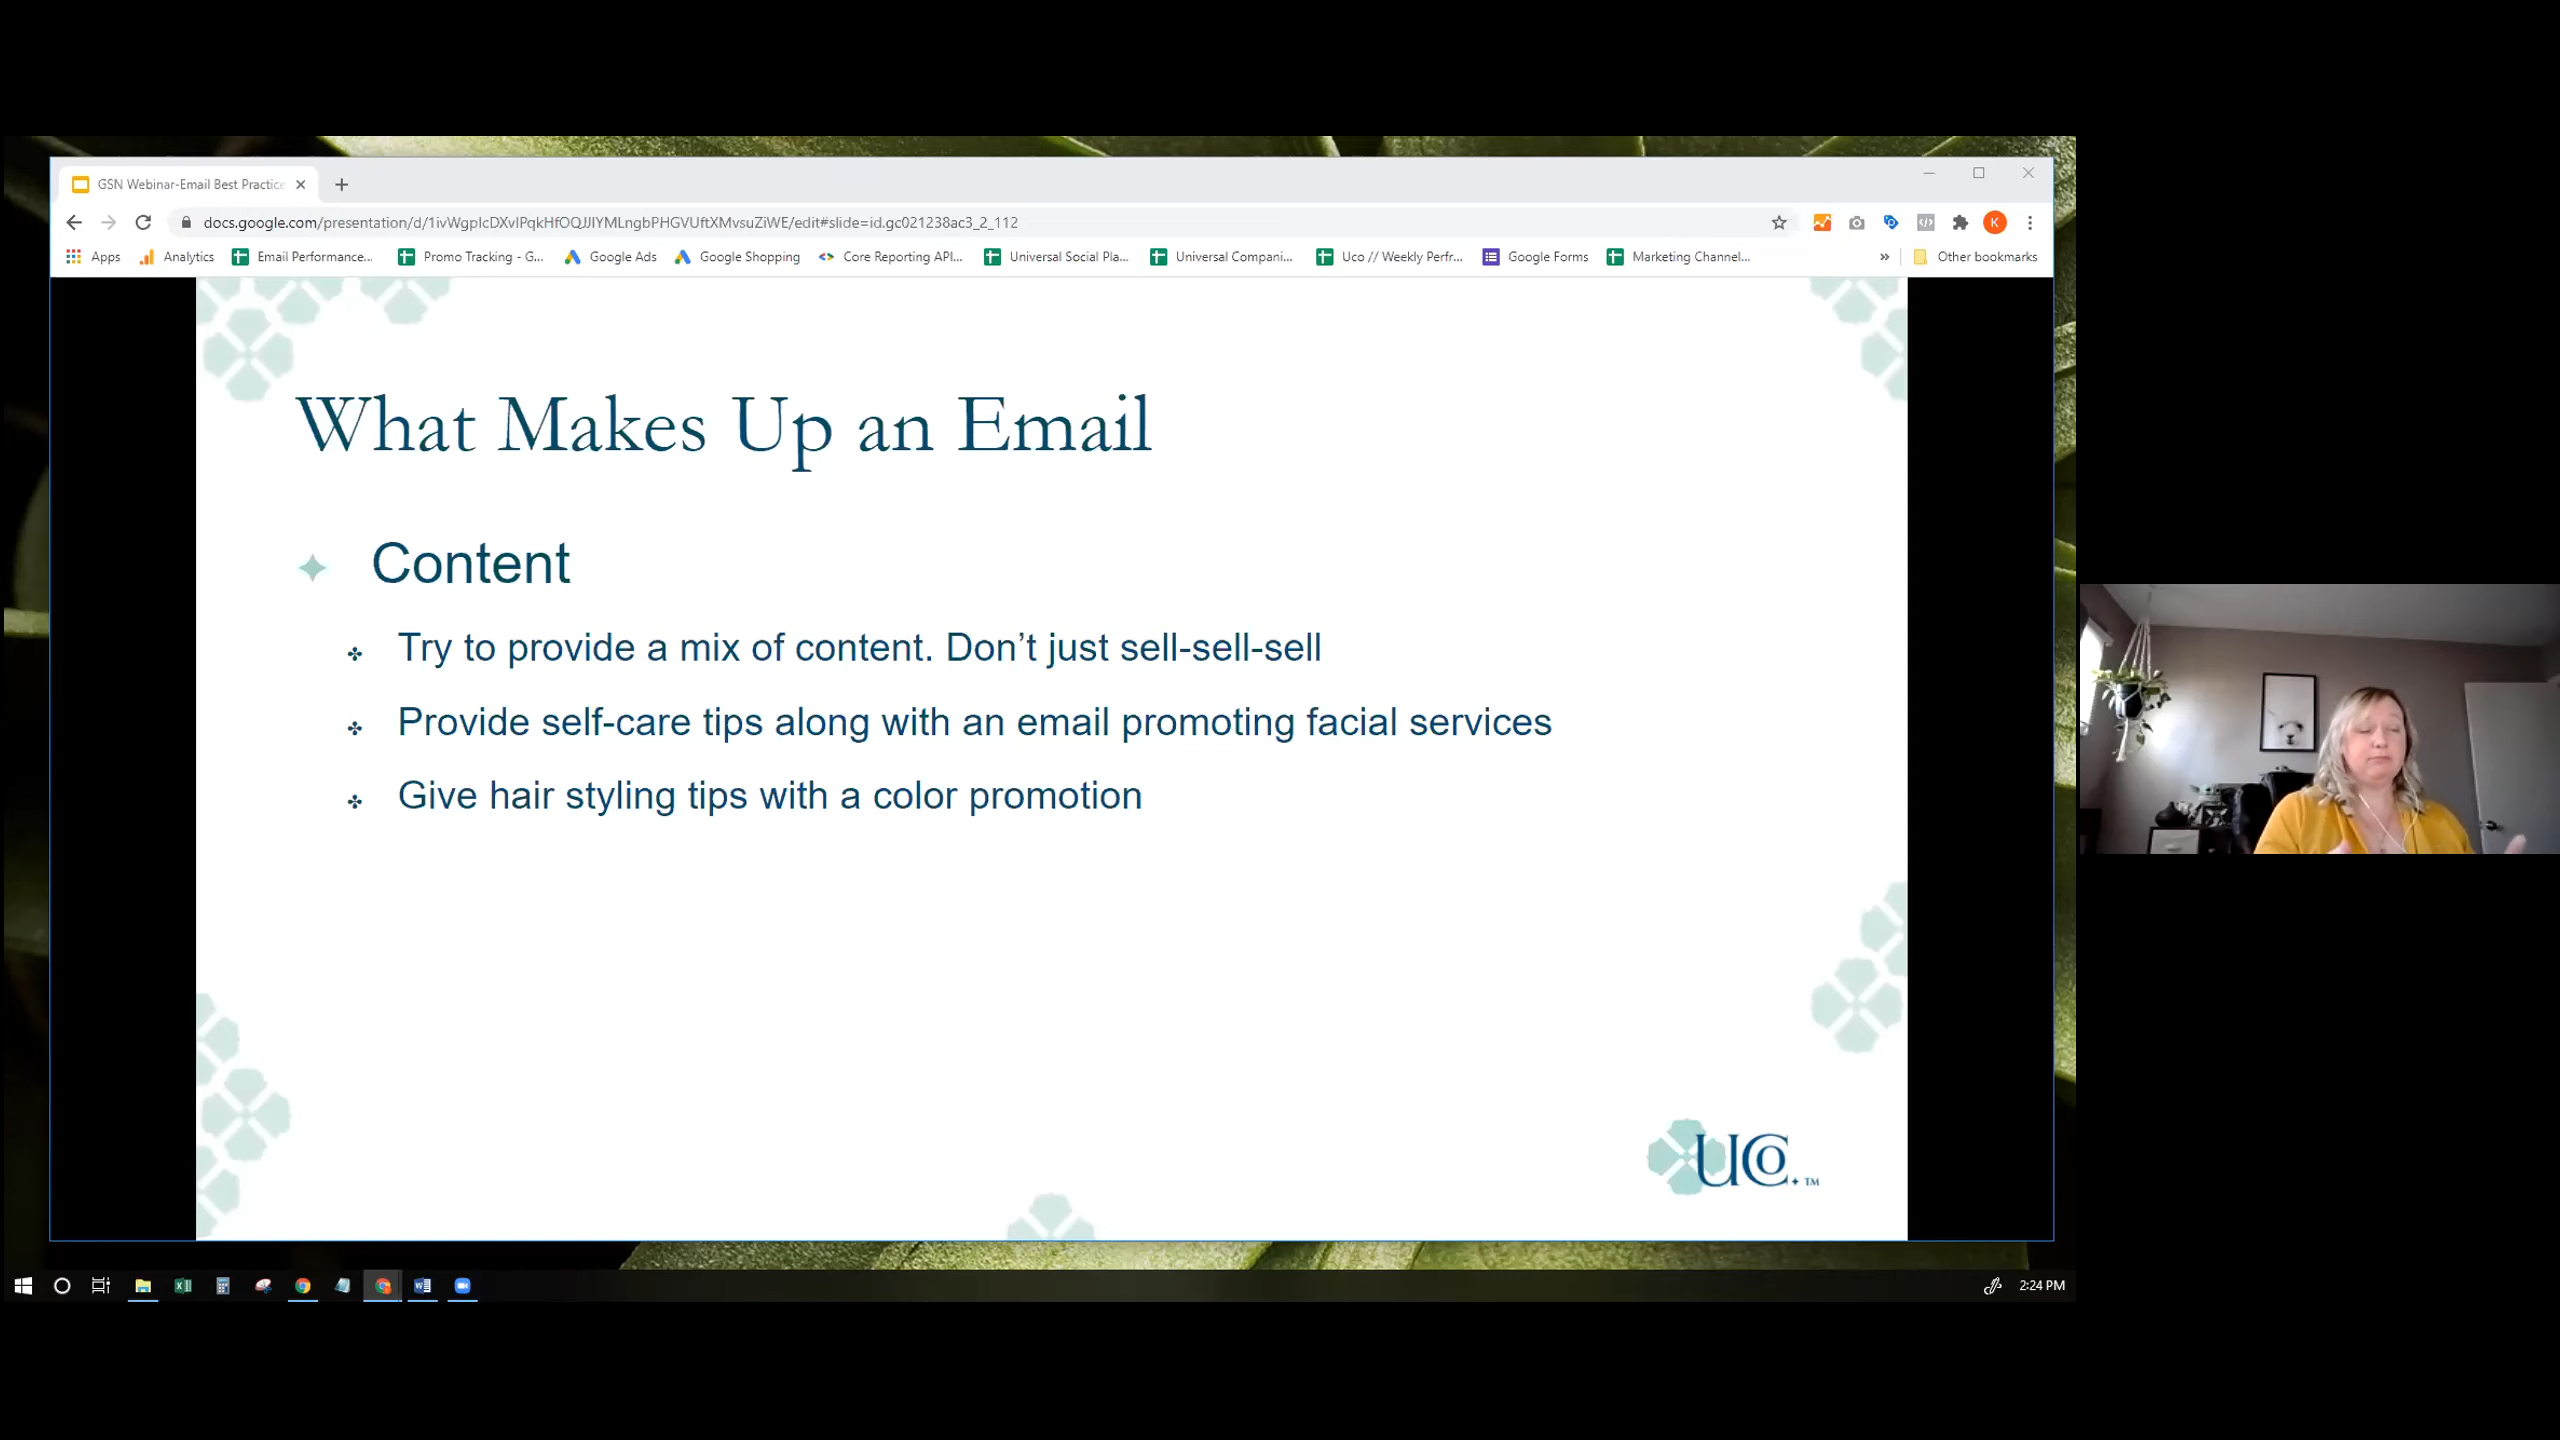 GSN Webinar-Email Best Practice
docs.google.com/presentation/d/1ivWgpIcDXvIPqkHfOQJJIYMLngbPHGVUftXMvsuZiWE/edit#slide=id.gc021238ac3_2_112
K
Apps Analytics Email Performance... Promo Tracking - G... Google Ads Google Shopping Core Reporting API... Universal Social Pla... Universal Compani... Uco // Weekly Perfr... Google Forms Marketing Channel... » Other bookmarks
What Makes Up an Email
Content
Try to provide a mix of content. Don’t just sell-sell-sell
Provide self-care tips along with an email promoting facial services
Give hair styling tips with a color promotion
UCo.™
2:24 PM